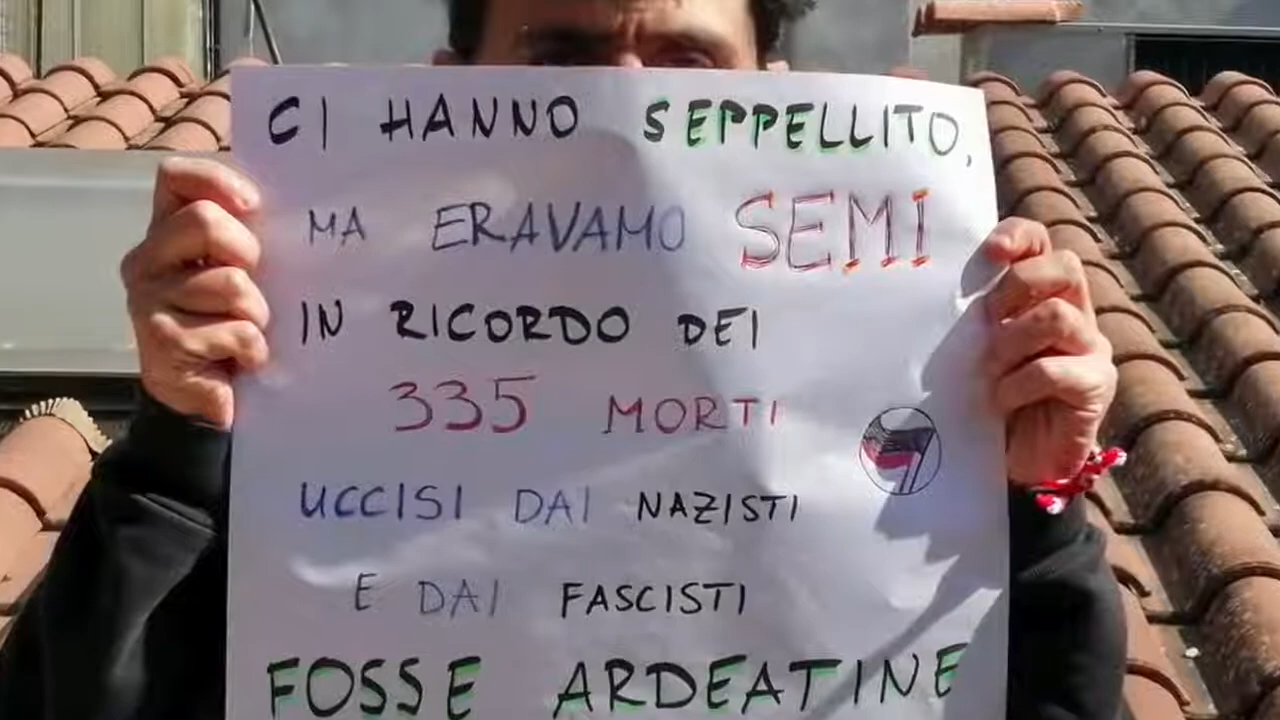 CI HANNO SEPPELLITO,
MA ERAVAMO SEMI
IN RICORDO DEI
335 MORTI
UCCISI DAI NAZISTI
E DAI FASCISTI
FOSSE ARDEATINE